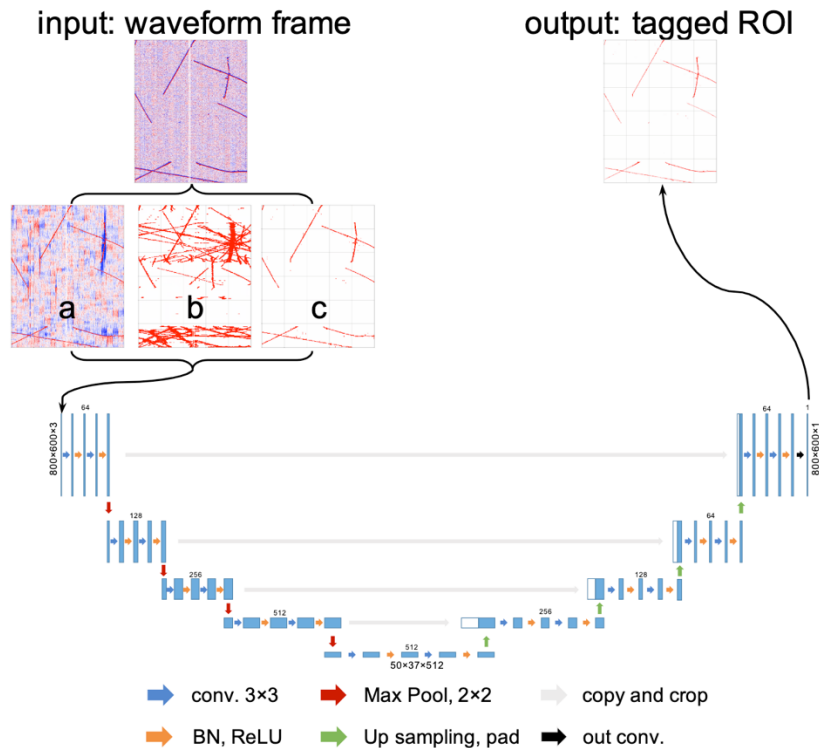 input: waveform frame
output: tagged ROI
a
b
c
64
800×600×3
64
1
800×600×1
128
64
256
128
512
256
512
50×37×512
conv. 3×3
Max Pool, 2×2
copy and crop
BN, ReLU
Up sampling, pad
out conv.